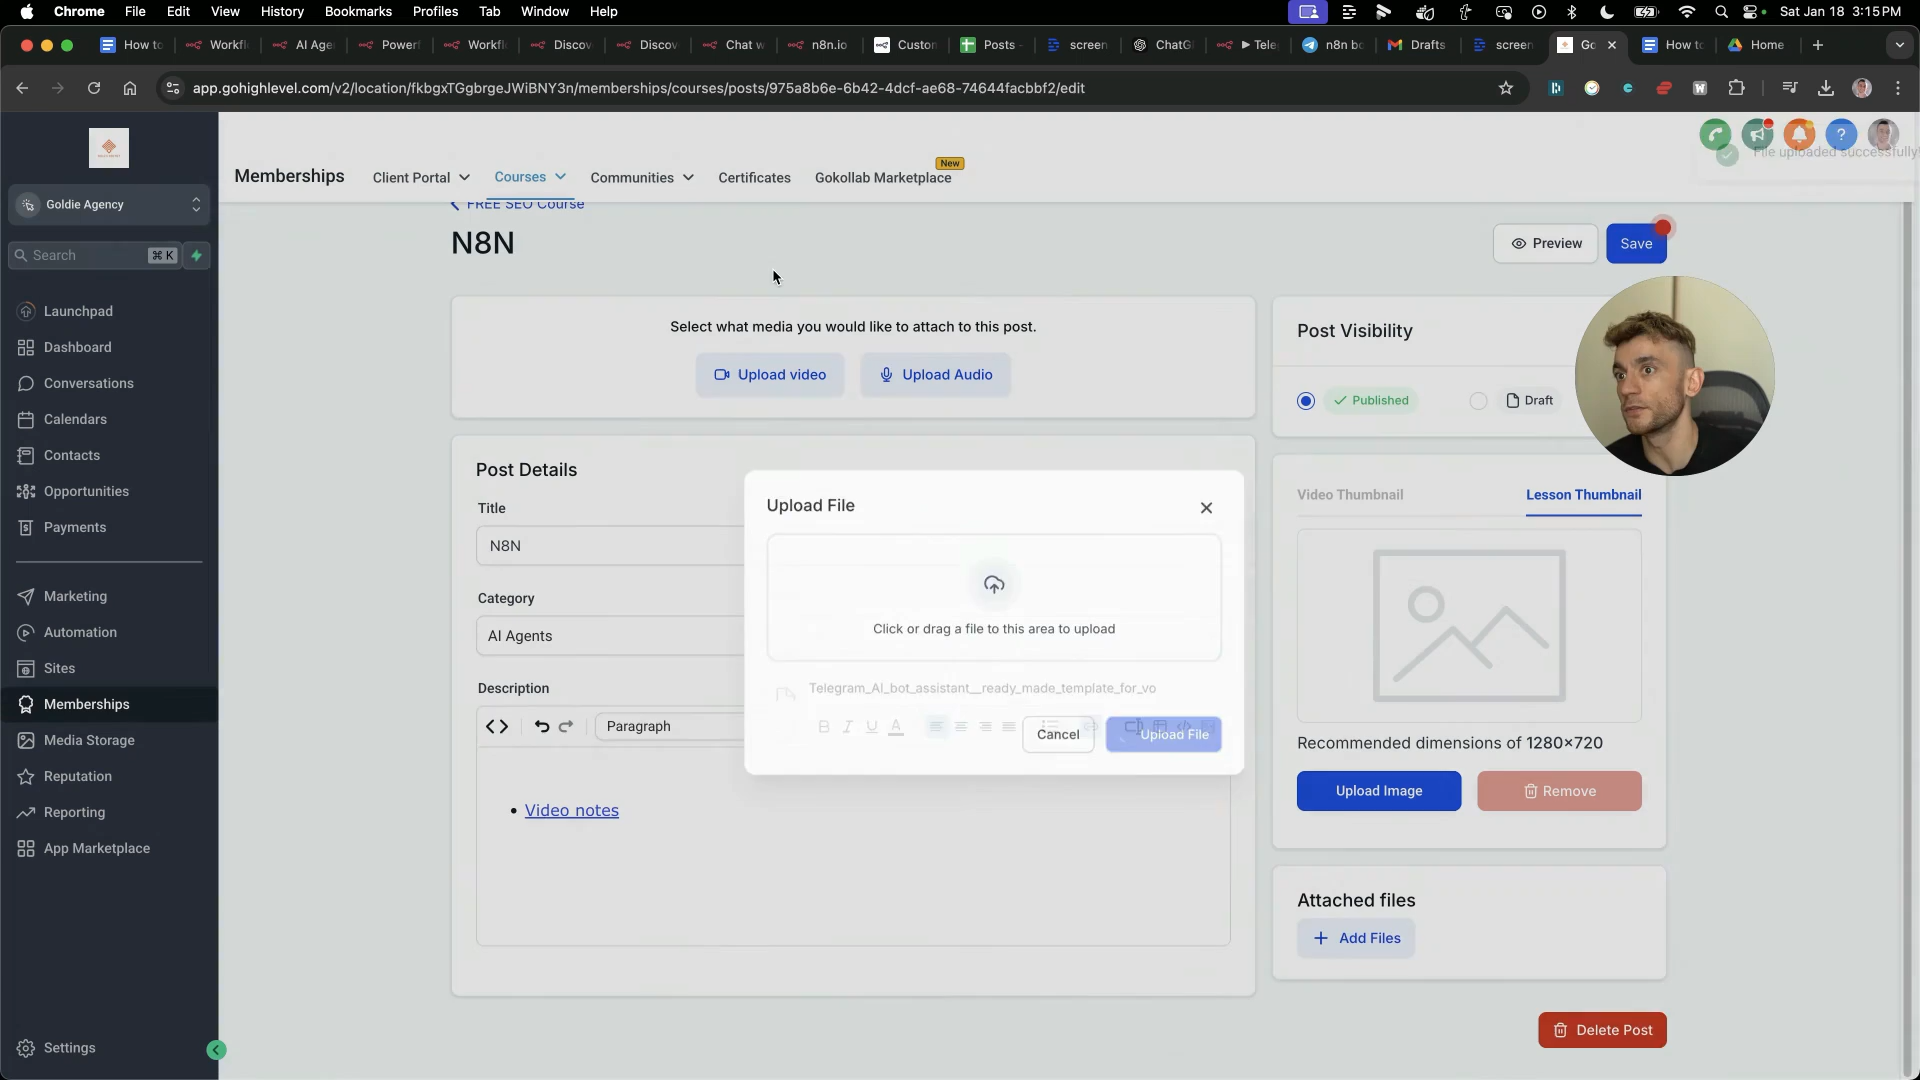 Chrome File Edit View History Bookmarks Profiles Tab Window Help Sat Jan 18 3:15 PM
How to Workfl AI Age Powerf Workfl Discov Discov Chat w n8n.io Custon Posts - screen ChatG Tele n8n bo Drafts screen Go How to Home
app.gohighlevel.com/v2/location/fkbgxTGgbrgeJWiBNY3n/memberships/courses/posts/975a8b6e-6b42-4dcf-ae68-74644facbbf2/edit
Goldie Agency
Search ⌘ K
Launchpad
Dashboard
Conversations
Calendars
Contacts
Opportunities
Payments
Marketing
Automation
Sites
Memberships
Media Storage
Reputation
Reporting
App Marketplace
Settings
Memberships Client Portal Courses Communities Certificates Gokollab Marketplace New
File uploaded successfully!
FREE SEO Course
N8N
Preview Save
Select what media you would like to attach to this post.
Upload video Upload Audio
Post Details
Title
N8N
Category
AI Agents
Description
Paragraph
Video notes
Upload File
Click or drag a file to this area to upload
Telegram_AI_bot_assistant__ready_made_template_for_vo
Cancel Upload File
Post Visibility
Published Draft
Video Thumbnail Lesson Thumbnail
Recommended dimensions of 1280×720
Upload Image Remove
Attached files
+ Add Files
Delete Post